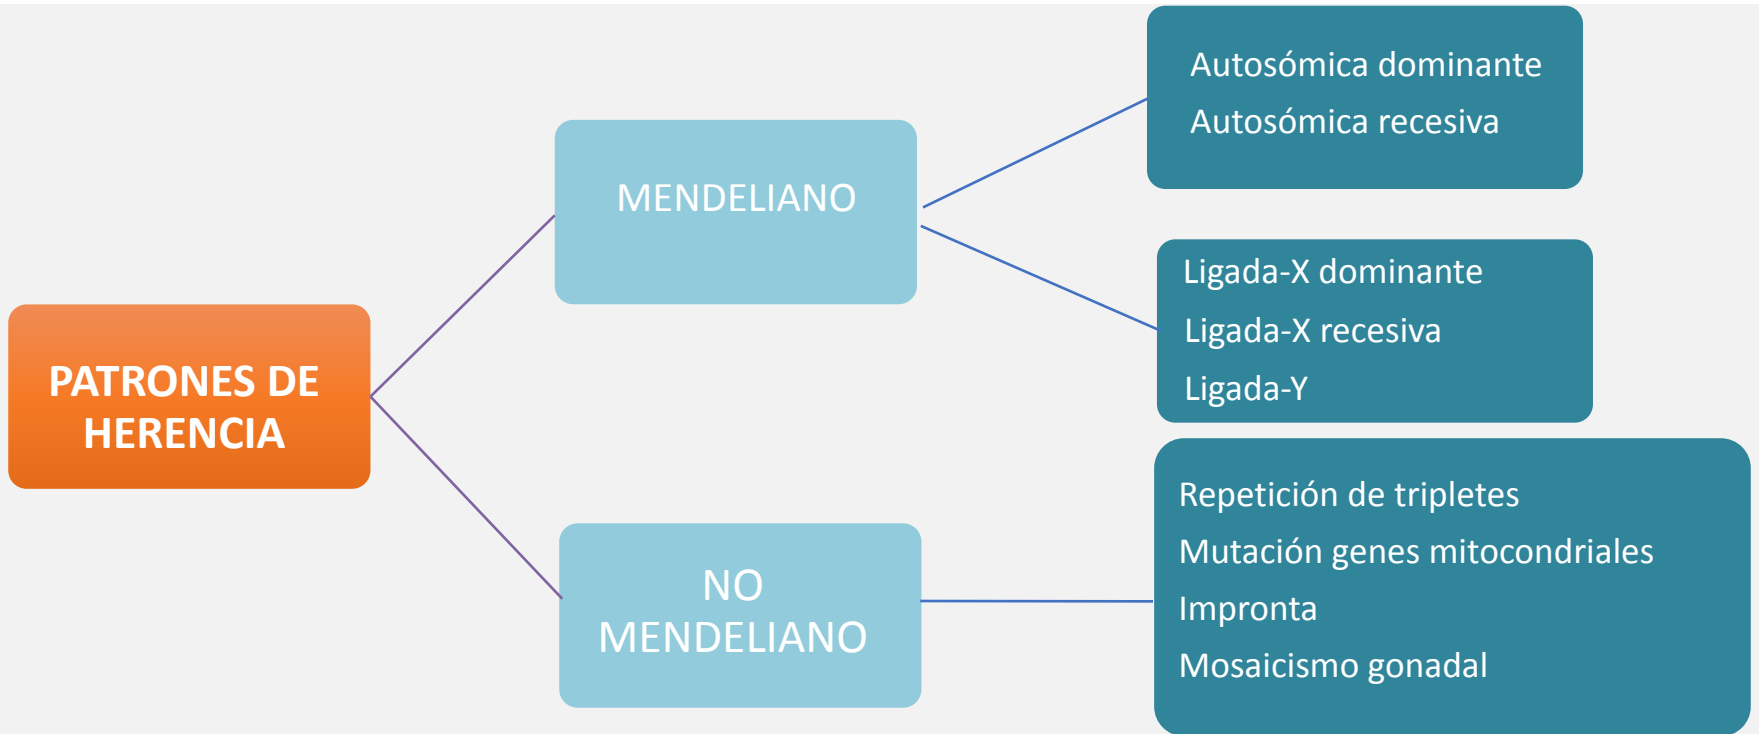 PATRONES DE
HERENCIA
MENDELIANO
Autosómica dominante
Autosómica recesiva
Ligada-X dominante
Ligada-X recesiva
Ligada-Y
NO
MENDELIANO
Repetición de tripletes
Mutación genes mitocondriales
Impronta
Mosaicismo gonadal